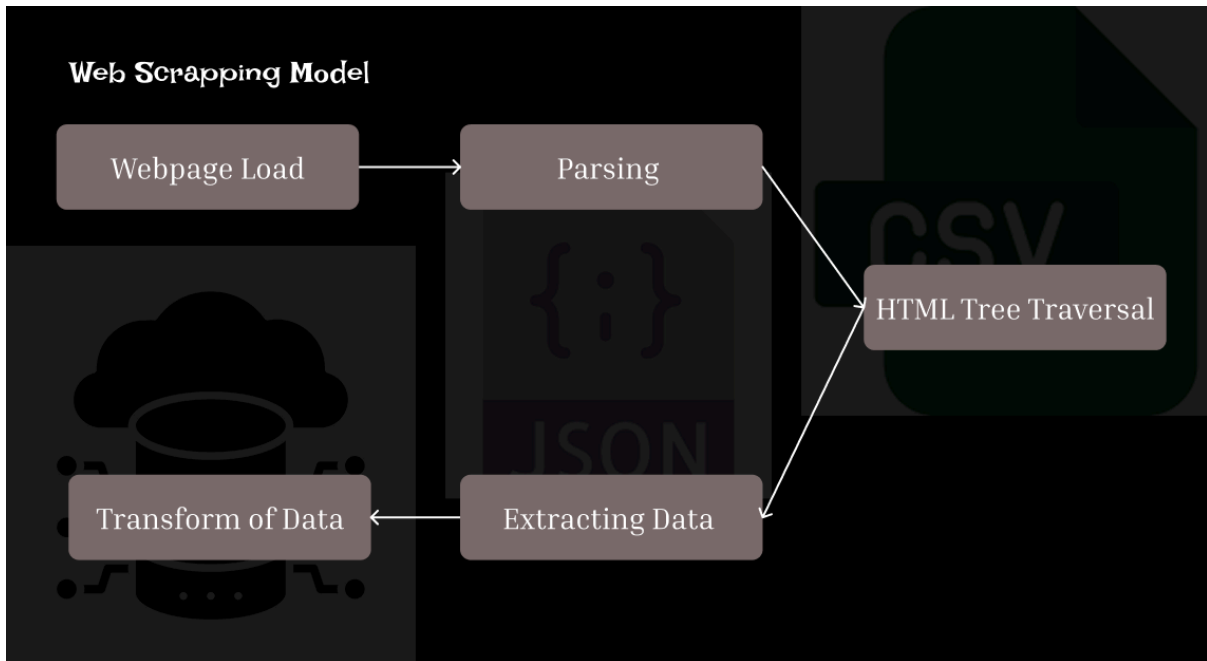 Web Scrapping Model
Webpage Load
Parsing
CSV
HTML Tree Traversal
{;}
JSON
Transform of Data
Extracting Data